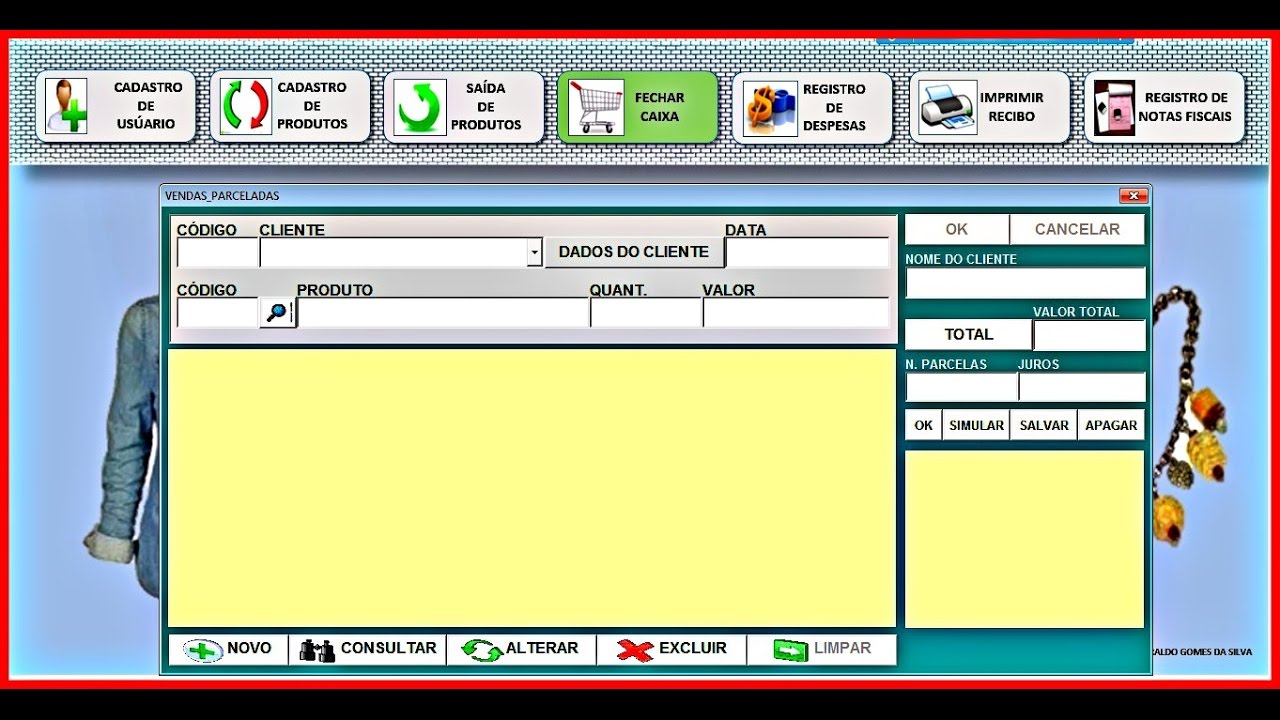 CADASTRO
DE
USÚARIO
CADASTRO
DE
PRODUTOS
SAÍDA
DE
PRODUTOS
FECHAR
CAIXA
REGISTRO
DE
DESPESAS
IMPRIMIR
RECIBO
REGISTRO DE
NOTAS FISCAIS
VENDAS_PARCELADAS
CÓDIGO CLIENTE DATA
DADOS DO CLIENTE
CÓDIGO PRODUTO QUANT. VALOR
OK CANCELAR
NOME DO CLIENTE
VALOR TOTAL
TOTAL
N. PARCELAS JUROS
OK SIMULAR SALVAR APAGAR
NOVO CONSULTAR ALTERAR EXCLUIR LIMPAR
GOMES DA SILVA